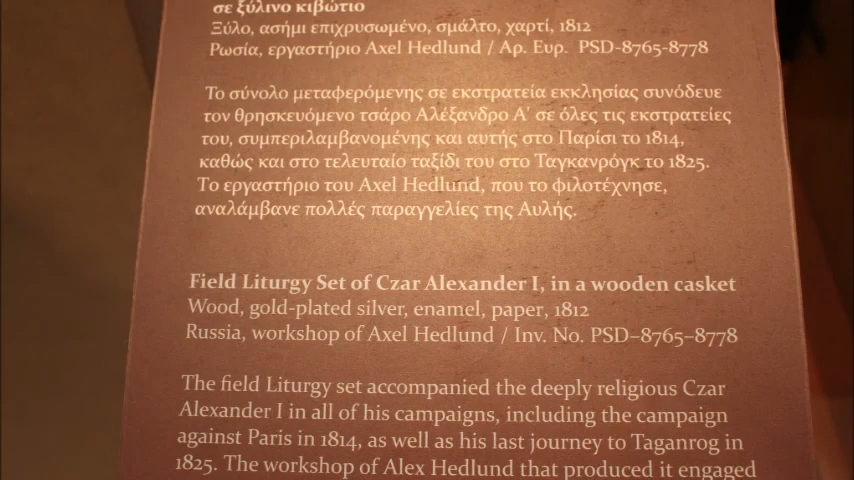 σε ξύλινο κιβώτιο
Ξύλο, ασήμι επιχρυσωμένο, σμάλτο, χαρτί, 1812
Ρωσία, εργαστήριο Axel Hedlund / Αρ. Ευρ. PSD-8765-8778
Το σύνολο μεταφερόμενης σε εκστρατεία εκκλησίας συνόδευε
τον θρησκευόμενο τσάρο Αλέξανδρο Α' σε όλες τις εκστρατείες
του, συμπεριλαμβανομένης και αυτής στο Παρίσι το 1814,
καθώς και στο τελευταίο ταξίδι του στο Ταγκανρόγκ το 1825.
Το εργαστήριο του Axel Hedlund, που το φιλοτέχνησε,
αναλάμβανε πολλές παραγγελίες της Αυλής.
Field Liturgy Set of Czar Alexander I, in a wooden casket
Wood, gold-plated silver, enamel, paper, 1812
Russia, workshop of Axel Hedlund / Inv. No. PSD–8765–8778
The field Liturgy set accompanied the deeply religious Czar
Alexander I in all of his campaigns, including the campaign
against Paris in 1814, as well as his last journey to Taganrog in
1825. The workshop of Alex Hedlund that produced it engaged